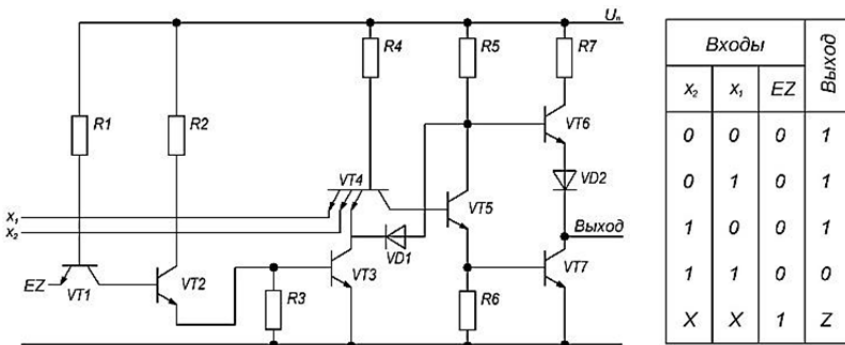 Uп
R1
R2
R4
R5
R7
VT4
VT6
VD2
x₁
x₂
VT5
Выход
VD1
EZ
VT1
VT2
VT3
R3
R6
VT7
Входы Выход
x₂ x₁ EZ
0 0 0 1
0 1 0 1
1 0 0 1
1 1 0 0
X X 1 Z